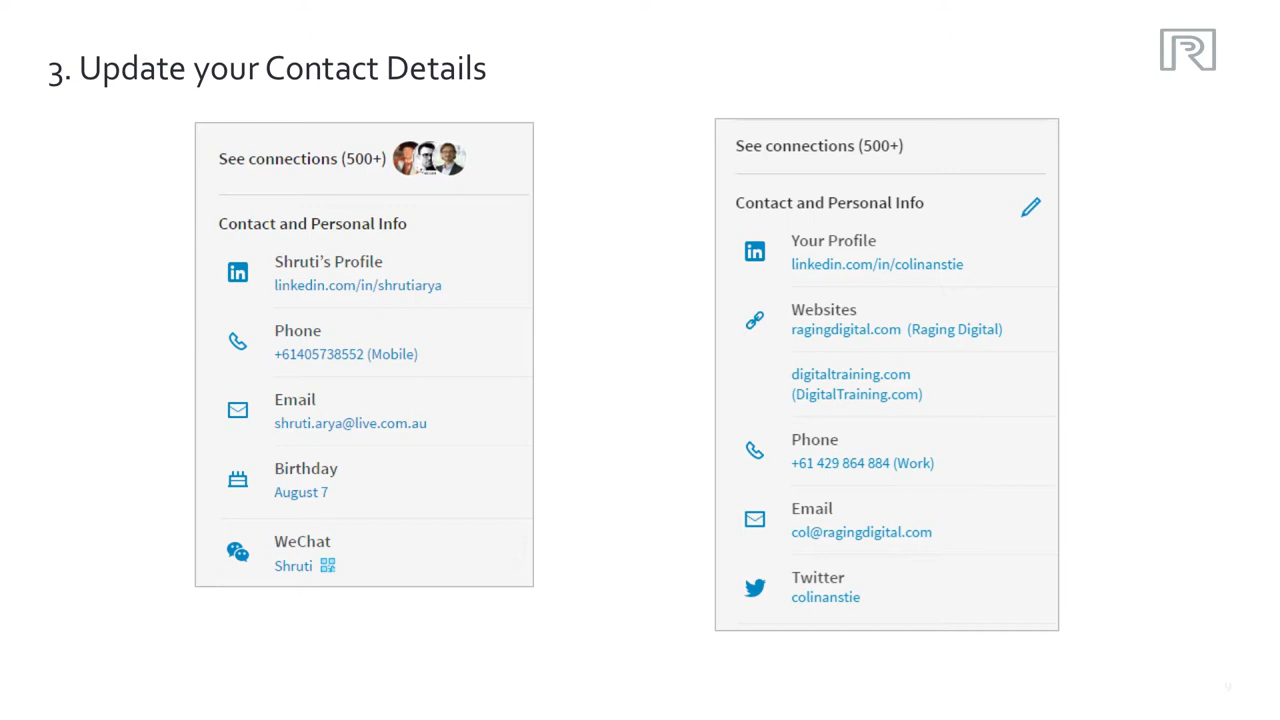 3. Update your Contact Details
See connections (500+)
Contact and Personal Info
Shruti’s Profile
linkedin.com/in/shrutiarya
Phone
+61405738552 (Mobile)
Email
shruti.arya@live.com.au
Birthday
August 7
WeChat
Shruti
See connections (500+)
Contact and Personal Info
Your Profile
linkedin.com/in/colinanstie
Websites
ragingdigital.com (Raging Digital)
digitaltraining.com
(DigitalTraining.com)
Phone
+61 429 864 884 (Work)
Email
col@ragingdigital.com
Twitter
colinanstie
9